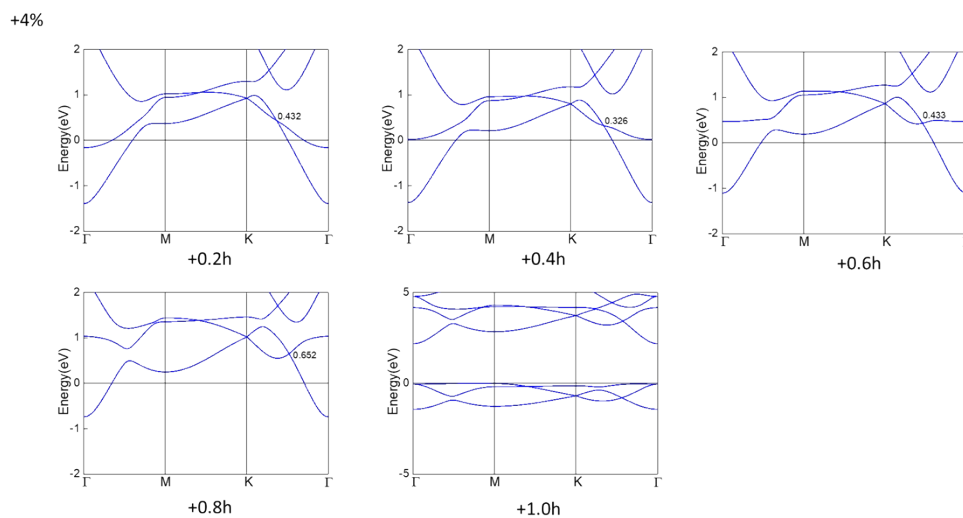 +4%
2
1
0
-1
-2
Energy(eV)
0.432
Γ M K Γ
+0.2h
2
1
0
-1
-2
Energy(eV)
0.326
Γ M K Γ
+0.4h
2
1
0
-1
-2
Energy(eV)
0.433
Γ M K
+0.6h
2
1
0
-1
-2
Energy(eV)
0.652
Γ M K Γ
+0.8h
5
0
-5
Energy(eV)
Γ M K Γ
+1.0h